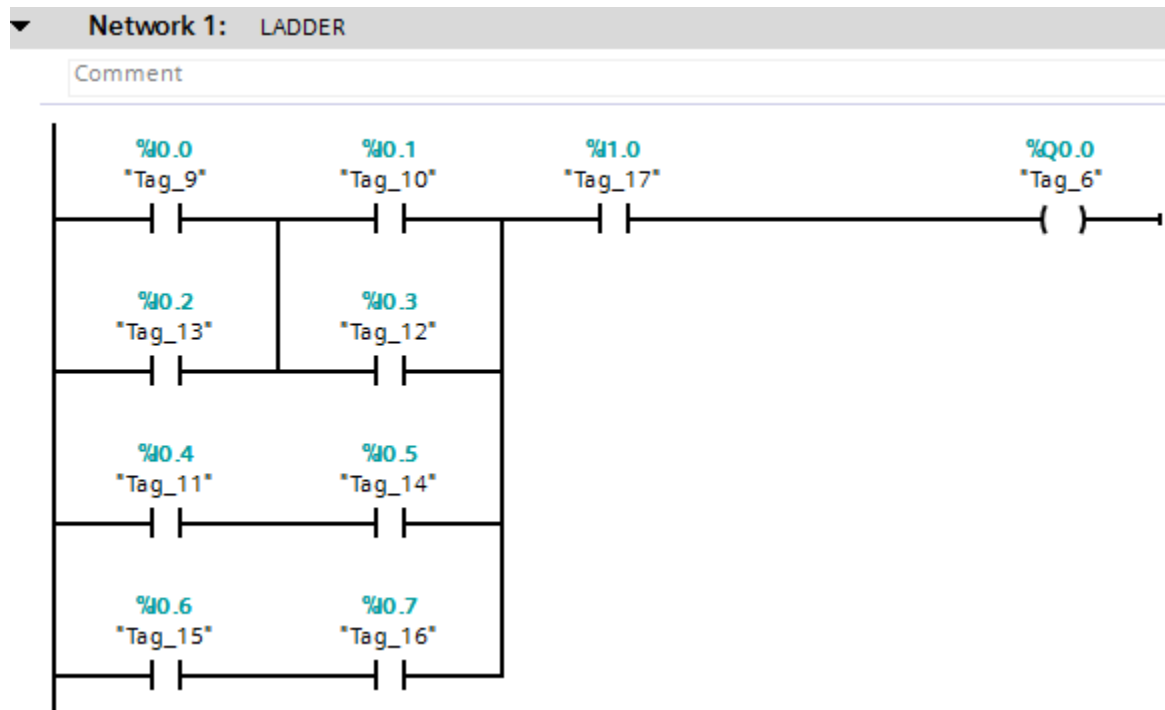 Network 1: LADDER
Comment
%I0.0 %I0.1 %I1.0 %Q0.0
"Tag_9" "Tag_10" "Tag_17" "Tag_6"
%I0.2 %I0.3
"Tag_13" "Tag_12"
%I0.4 %I0.5
"Tag_11" "Tag_14"
%I0.6 %I0.7
"Tag_15" "Tag_16"